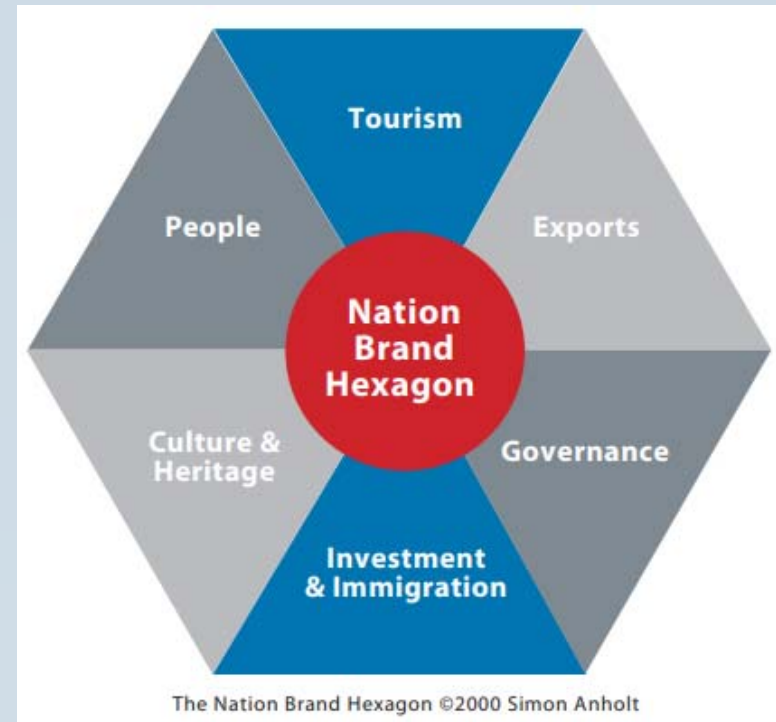 Tourism
People
Exports
Nation
Brand
Hexagon
Culture &
Heritage
Governance
Investment
& Immigration
The Nation Brand Hexagon ©2000 Simon Anholt